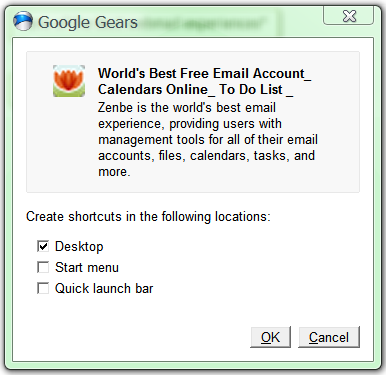 Google Gears
World's Best Free Email Account_
Calendars Online_ To Do List _
Zenbe is the world's best email
experience, providing users with
management tools for all of their email
accounts, files, calendars, tasks, and
more.
Create shortcuts in the following locations:
Desktop
Start menu
Quick launch bar
OK Cancel